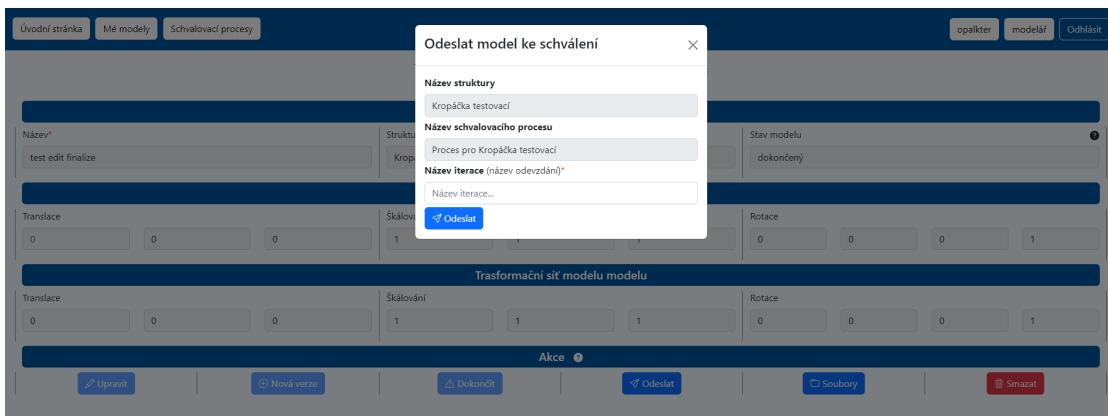 Úvodní stránka Mé modely Schvalovací procesy opalkter modelář Odhlásit
Odeslat model ke schválení
Název struktury
Kropáčka testovací
Název schvalovacího procesu
Proces pro Kropáčka testovací
Název iterace (název odevzdání)*
Název iterace...
Odeslat
Název* Struktu Stav modelu
test edit finalize Kropá dokončený
Translace Škálova Rotace
0 0 0 1 1 1 0 0 0 1
Trasformační síť modelu modelu
Translace Škálování Rotace
0 0 0 1 1 1 0 0 0 1
Akce
Upravit Nová verze Dokončit Odeslat Soubory Smazat